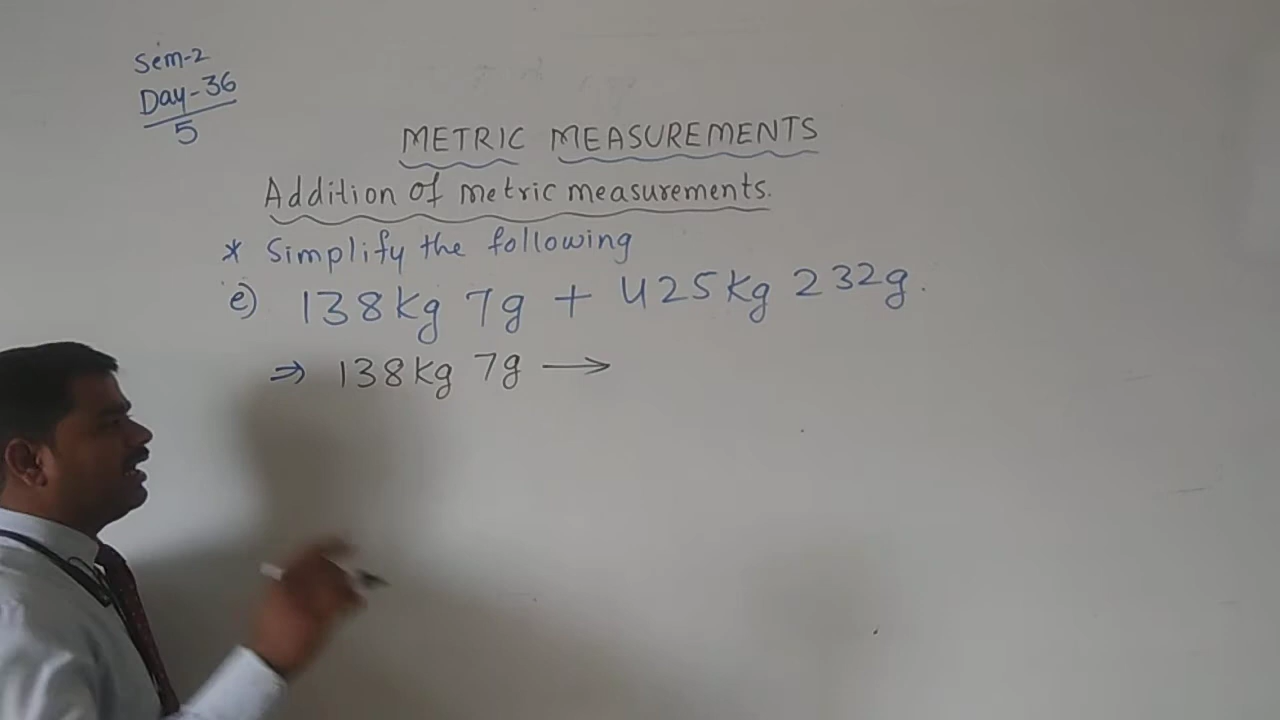 Sem-2
Day-36
5
METRIC MEASUREMENTS
Addition of metric measurements.
* Simplify the following
e) 138kg 7g + 425kg 232g.
⇒ 138kg 7g →